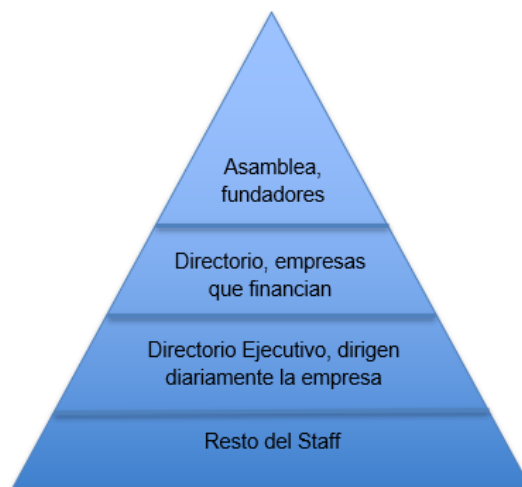 Asamblea,
fundadores
Directorio, empresas
que financian
Directorio Ejecutivo, dirigen
diariamente la empresa
Resto del Staff